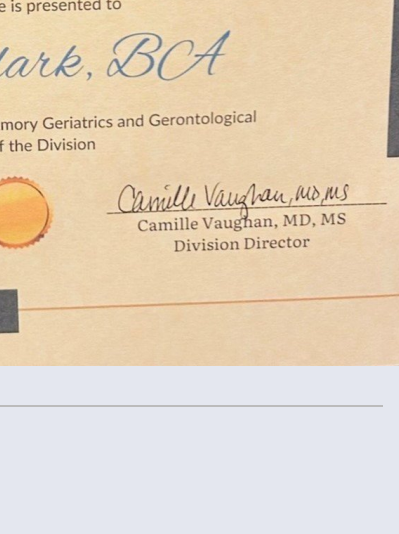 e is presented to
lark, BCA
mory Geriatrics and Gerontological
f the Division
Camille Vaughan, MD, MS
Camille Vaughan, MD, MS
Division Director